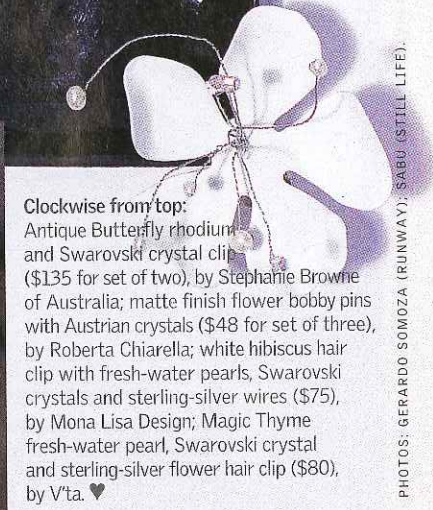 Clockwise from top:
Antique Butterfly rhodium
and Swarovski crystal clip
($135 for set of two), by Stephanie Browne
of Australia; matte finish flower bobby pins
with Austrian crystals ($48 for set of three),
by Roberta Chiarella; white hibiscus hair
clip with fresh-water pearls, Swarovski
crystals and sterling-silver wires ($75),
by Mona Lisa Design; Magic Thyme
fresh-water pearl, Swarovski crystal
and sterling-silver flower hair clip ($80),
by V'ta. ♥
PHOTOS: GERARDO SOMOZA (RUNWAY); SABU (STILL LIFE).